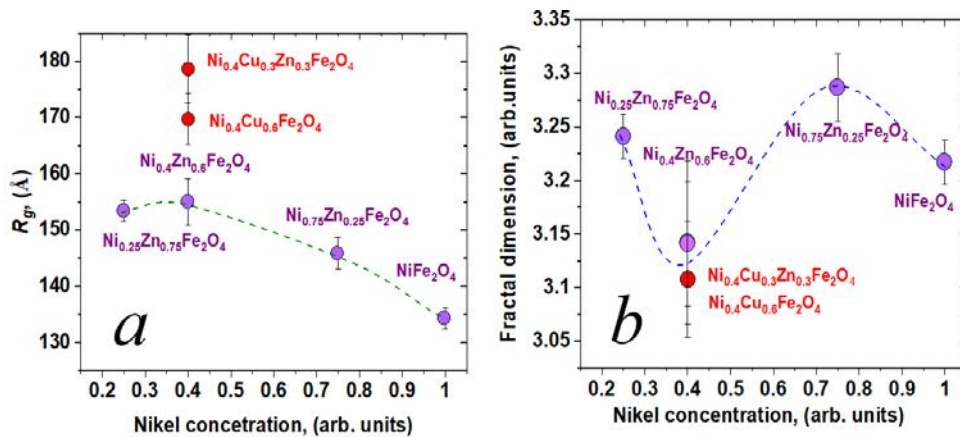 185
180
170
160
150
140
130
R_g, (Å)
Ni₀.₄Cu₀.₃Zn₀.₃Fe₂O₄
Ni₀.₄Cu₀.₆Fe₂O₄
Ni₀.₄Zn₀.₆Fe₂O₄
Ni₀.₂₅Zn₀.₇₅Fe₂O₄
Ni₀.₇₅Zn₀.₂₅Fe₂O₄
NiFe₂O₄
a
0.2 0.3 0.4 0.5 0.6 0.7 0.8 0.9 1
Nikel concetration, (arb. units)
3.35
3.3
3.25
3.2
3.15
3.1
3.05
Fractal dimension, (arb.units)
Ni₀.₂₅Zn₀.₇₅Fe₂O₄
Ni₀.₄Zn₀.₆Fe₂O₄
Ni₀.₇₅Zn₀.₂₅Fe₂O₄
NiFe₂O₄
Ni₀.₄Cu₀.₃Zn₀.₃Fe₂O₄
Ni₀.₄Cu₀.₆Fe₂O₄
b
0.2 0.3 0.4 0.5 0.6 0.7 0.8 0.9 1
Nikel concentration, (arb. units)